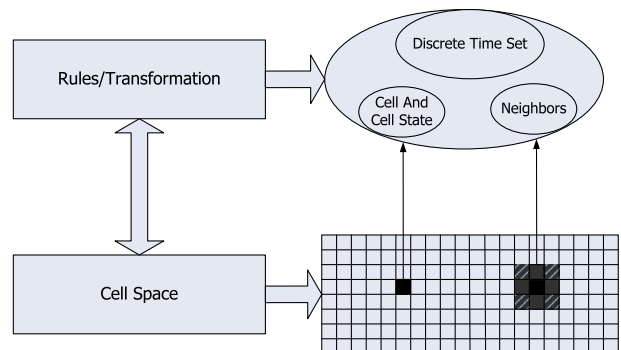 Discrete Time Set
Rules/Transformation
Cell And
Cell State
Neighbors
Cell Space